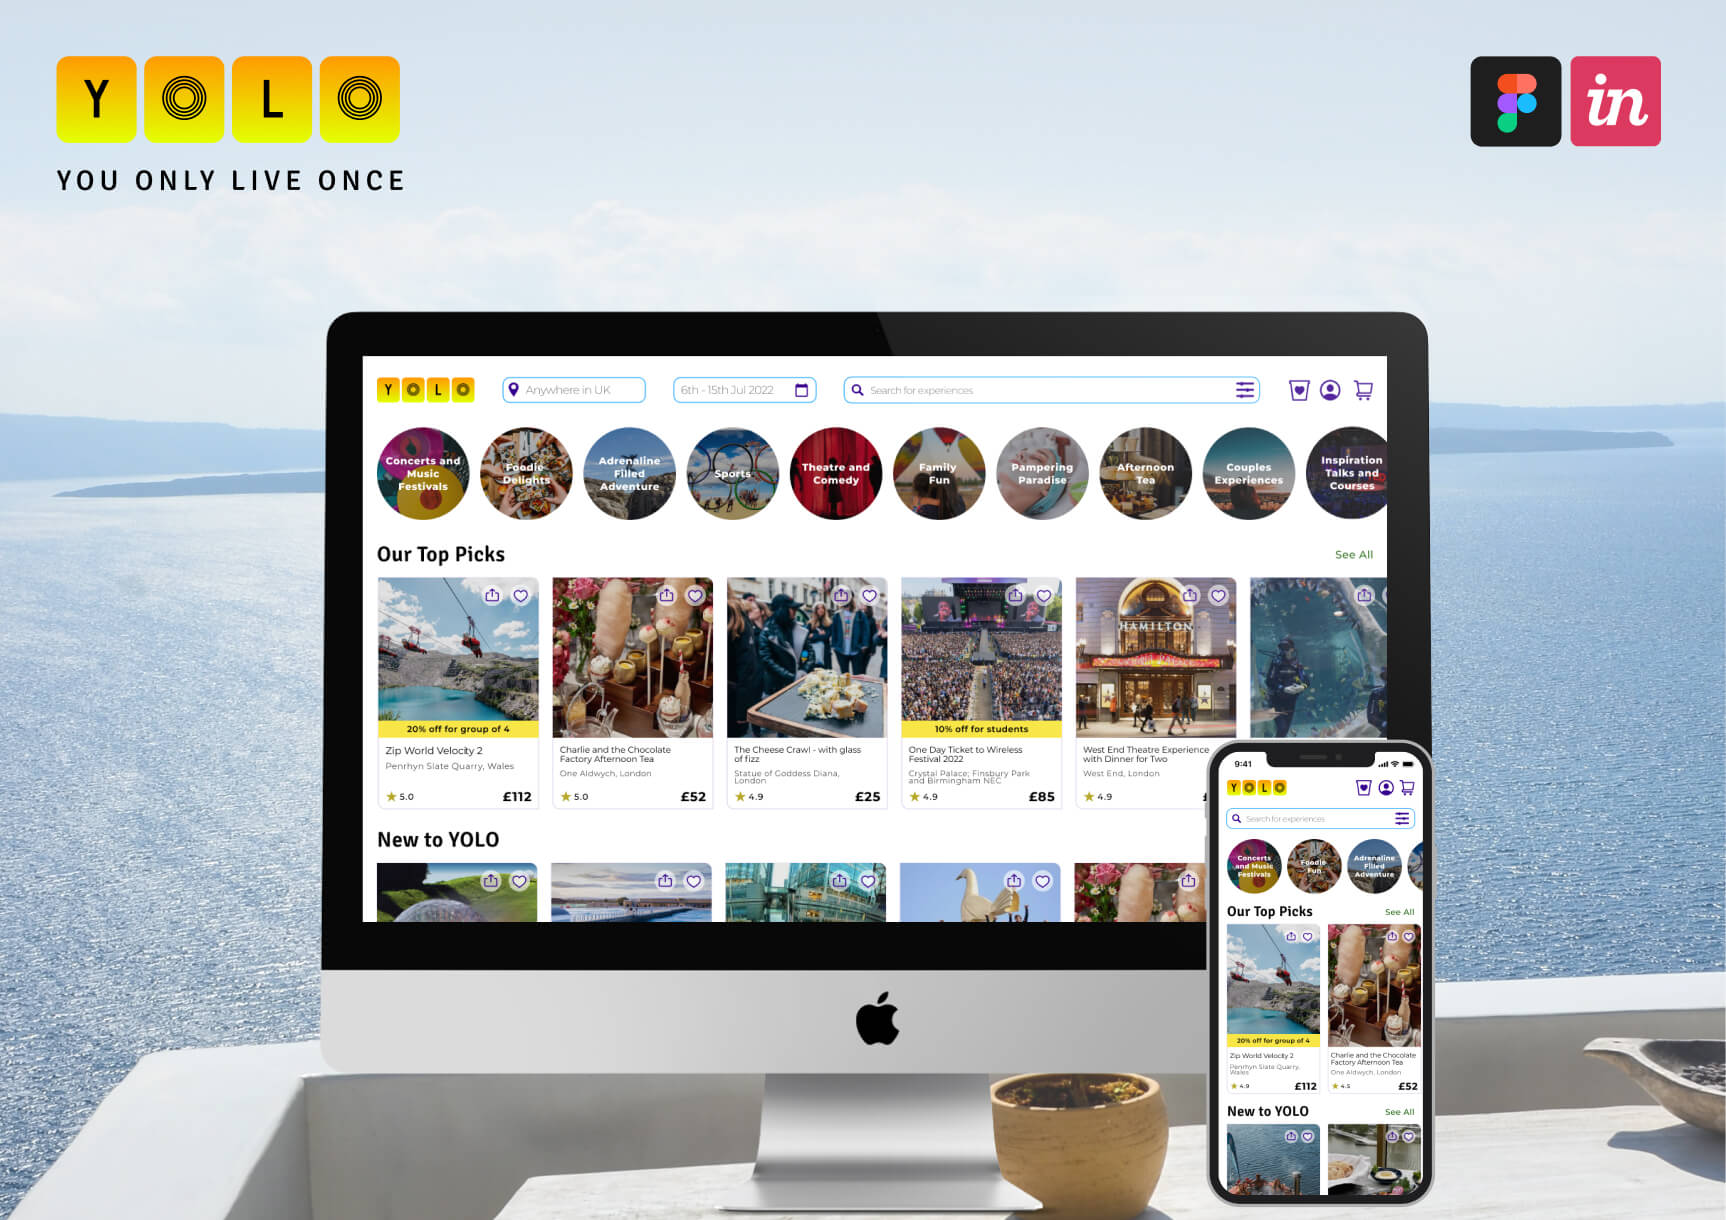 Y O L O
YOU ONLY LIVE ONCE
in
Y O L O
Anywhere in UK
6th - 15th Jul 2022
Search for experiences
Concerts and
Music
Festivals
Foodie
Delights
Adrenaline
Filled
Adventure
Sports
Theatre and
Comedy
Family
Fun
Pampering
Paradise
Afternoon
Tea
Couples
Experiences
Inspiration
Talks and
Courses
Our Top Picks
See All
20% off for group of 4
Zip World Velocity 2
Penrhyn Slate Quarry, Wales
5.0
£112
Charlie and the Chocolate
Factory Afternoon Tea
One Aldwych, London
5.0
£52
The Cheese Crawl - with glass
of fizz
Statue of Goddess Diana,
London
4.9
£25
10% off for students
One Day Ticket to Wireless
Festival 2022
Crystal Palace; Finsbury Park
and Birmingham NEC
4.9
£85
HAMILTON
West End Theatre Experience
with Dinner for Two
West End, London
4.9
New to YOLO
9:41
Y O L O
Search for experiences
Concerts
and Music
Festivals
Foodie
Fun
Adrenaline
Filled
Adventure
Our Top Picks
See All
20% off for group of 4
Zip World Velocity 2
Penrhyn Slate Quarry,
Wales
4.9
£112
Charlie and the Chocolate
Factory Afternoon Tea
One Aldwych, London
4.5
£52
New to YOLO
See All